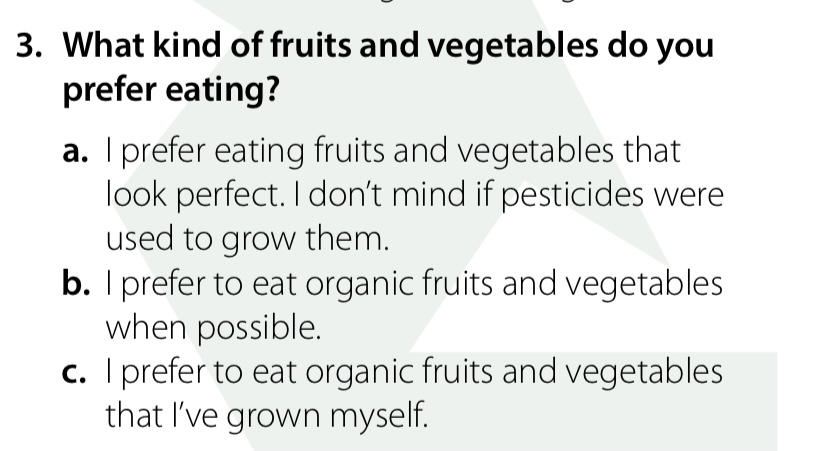 3. What kind of fruits and vegetables do you
prefer eating?
a. I prefer eating fruits and vegetables that
look perfect. I don’t mind if pesticides were
used to grow them.
b. I prefer to eat organic fruits and vegetables
when possible.
c. I prefer to eat organic fruits and vegetables
that I’ve grown myself.